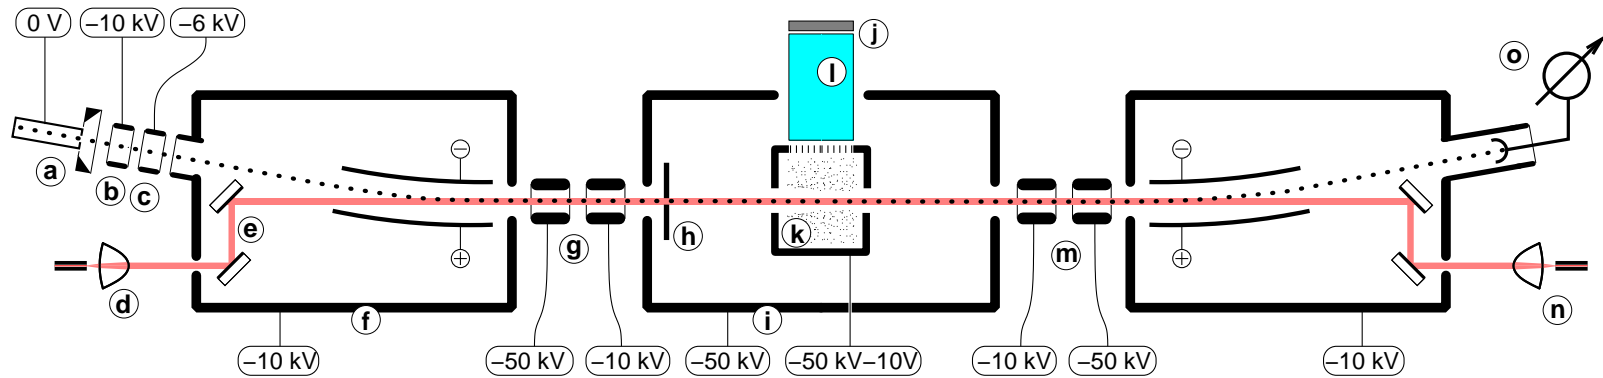 0 V −10 kV −6 kV
j
l
o
a
b
c
− −
k
e
h
g
m
+ +
d
n
f
i
−10 kV −50 kV −10 kV −50 kV −50 kV−10V −10 kV −50 kV −10 kV